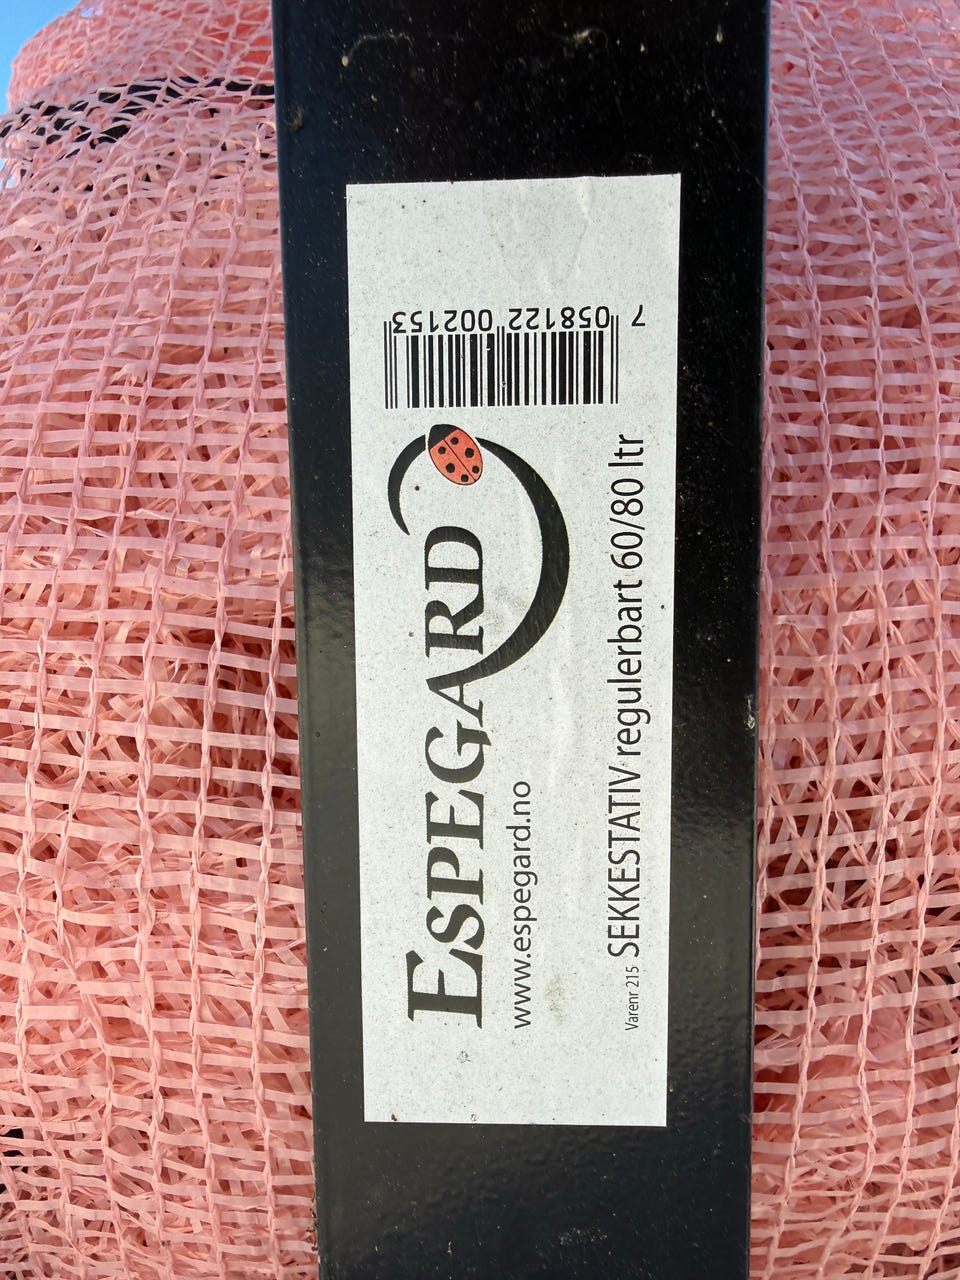 ESPEGARD
www.espegard.no
Varenr 215 SEKKESTATIV regulerbart 60/80 ltr
7 058122 002153